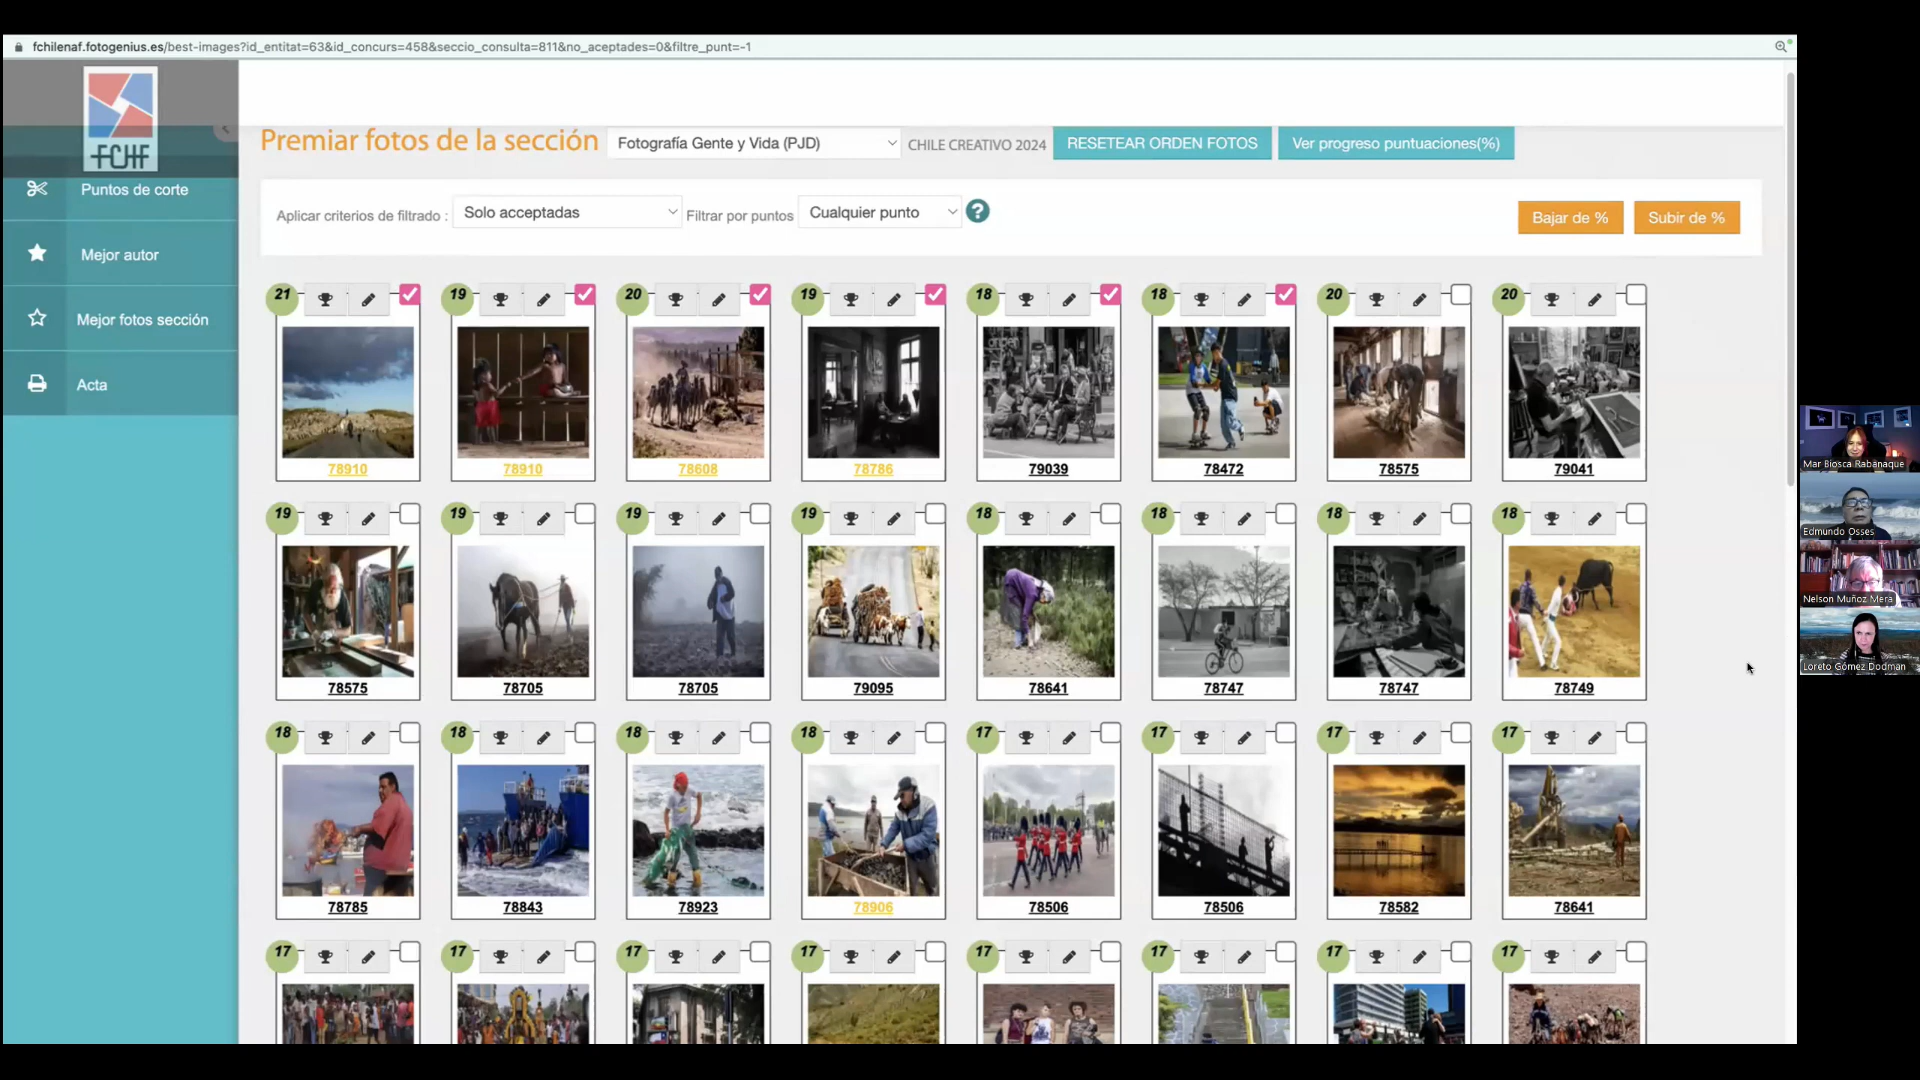 fchilenaf.fotogenius.es/best-images?id_entitat=63&id_concurs=458&seccio_consulta=811&no_aceptades=0&filtre_punt=-1
FCHF
Premiar fotos de la sección
Fotografía Gente y Vida (PJD)
CHILE CREATIVO 2024
RESETEAR ORDEN FOTOS
Ver progreso puntuaciones(%)
Puntos de corte
Mejor autor
Mejor fotos sección
Acta
Aplicar criterios de filtrado :
Solo acceptadas
Filtrar por puntos
Cualquier punto
?
Bajar de %
Subir de %
21 19 20 19 18 18 20 20
78910 78910 78608 78786 79039 78472 78575 79041
19 19 19 19 18 18 18 18
78575 78705 78705 79095 78641 78747 78747 78749
18 18 18 18 17 17 17 17
78785 78843 78923 78906 78506 78506 78582 78641
17 17 17 17 17 17 17 17
Mar Biosca Rabanaque
Edmundo Osses
Nelson Muñoz Mera
Loreto Gómez Dodman